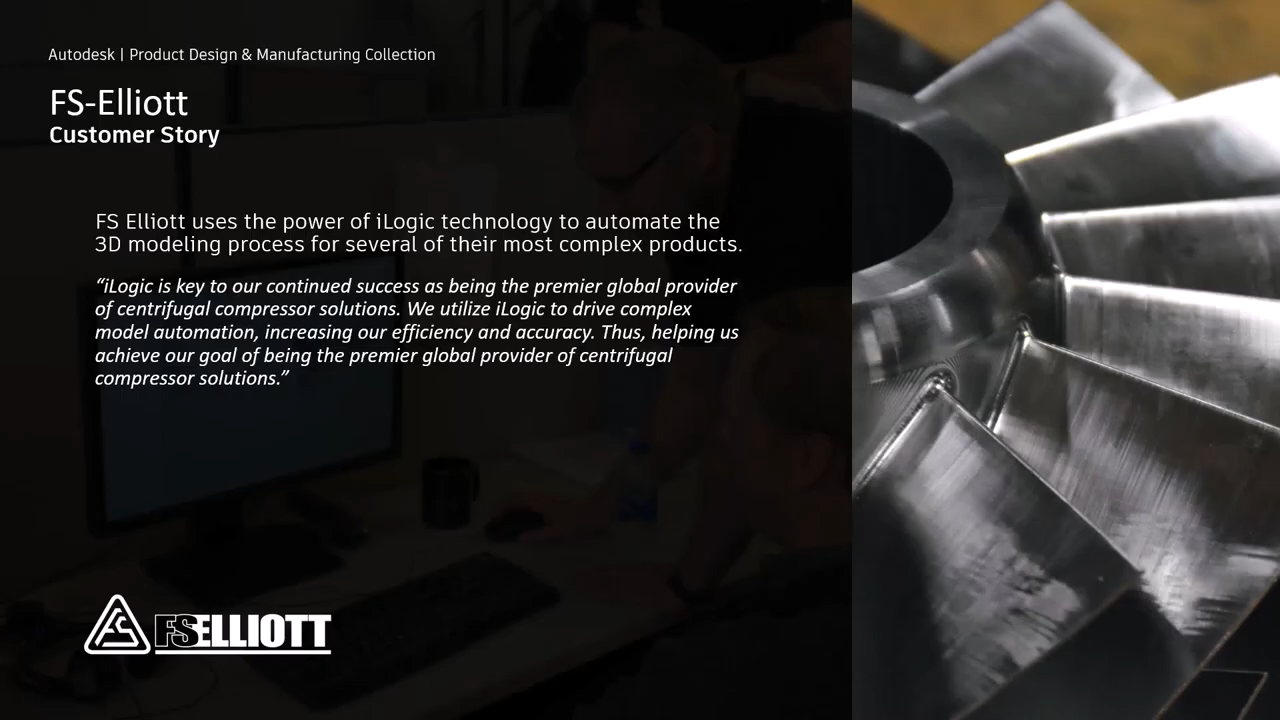 Autodesk | Product Design & Manufacturing Collection
FS-Elliott
Customer Story
FS Elliott uses the power of iLogic technology to automate the
3D modeling process for several of their most complex products.
“iLogic is key to our continued success as being the premier global provider
of centrifugal compressor solutions. We utilize iLogic to drive complex
model automation, increasing our efficiency and accuracy. Thus, helping us
achieve our goal of being the premier global provider of centrifugal
compressor solutions.”
FS ELLIOTT